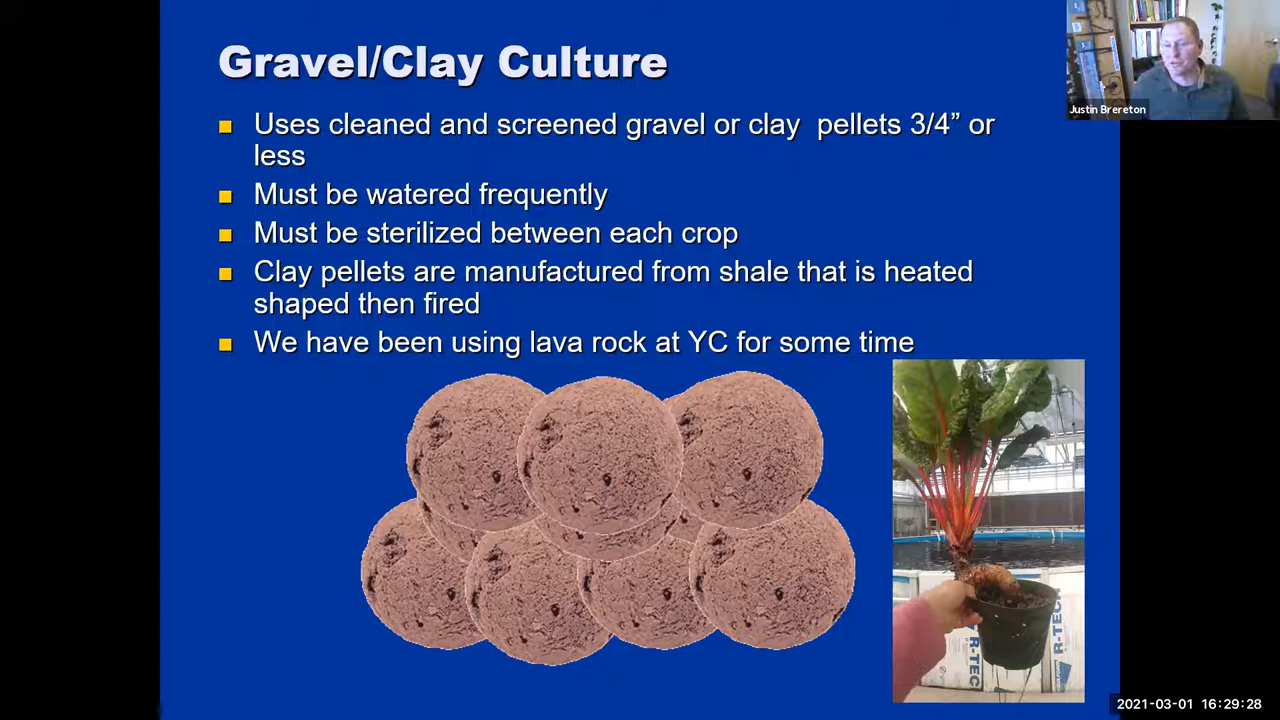 Gravel/Clay Culture
Uses cleaned and screened gravel or clay pellets 3/4” or
less
Must be watered frequently
Must be sterilized between each crop
Clay pellets are manufactured from shale that is heated
shaped then fired
We have been using lava rock at YC for some time
Justin Brereton
R-TEC
R-TEC
2021-03-01 16:29:28